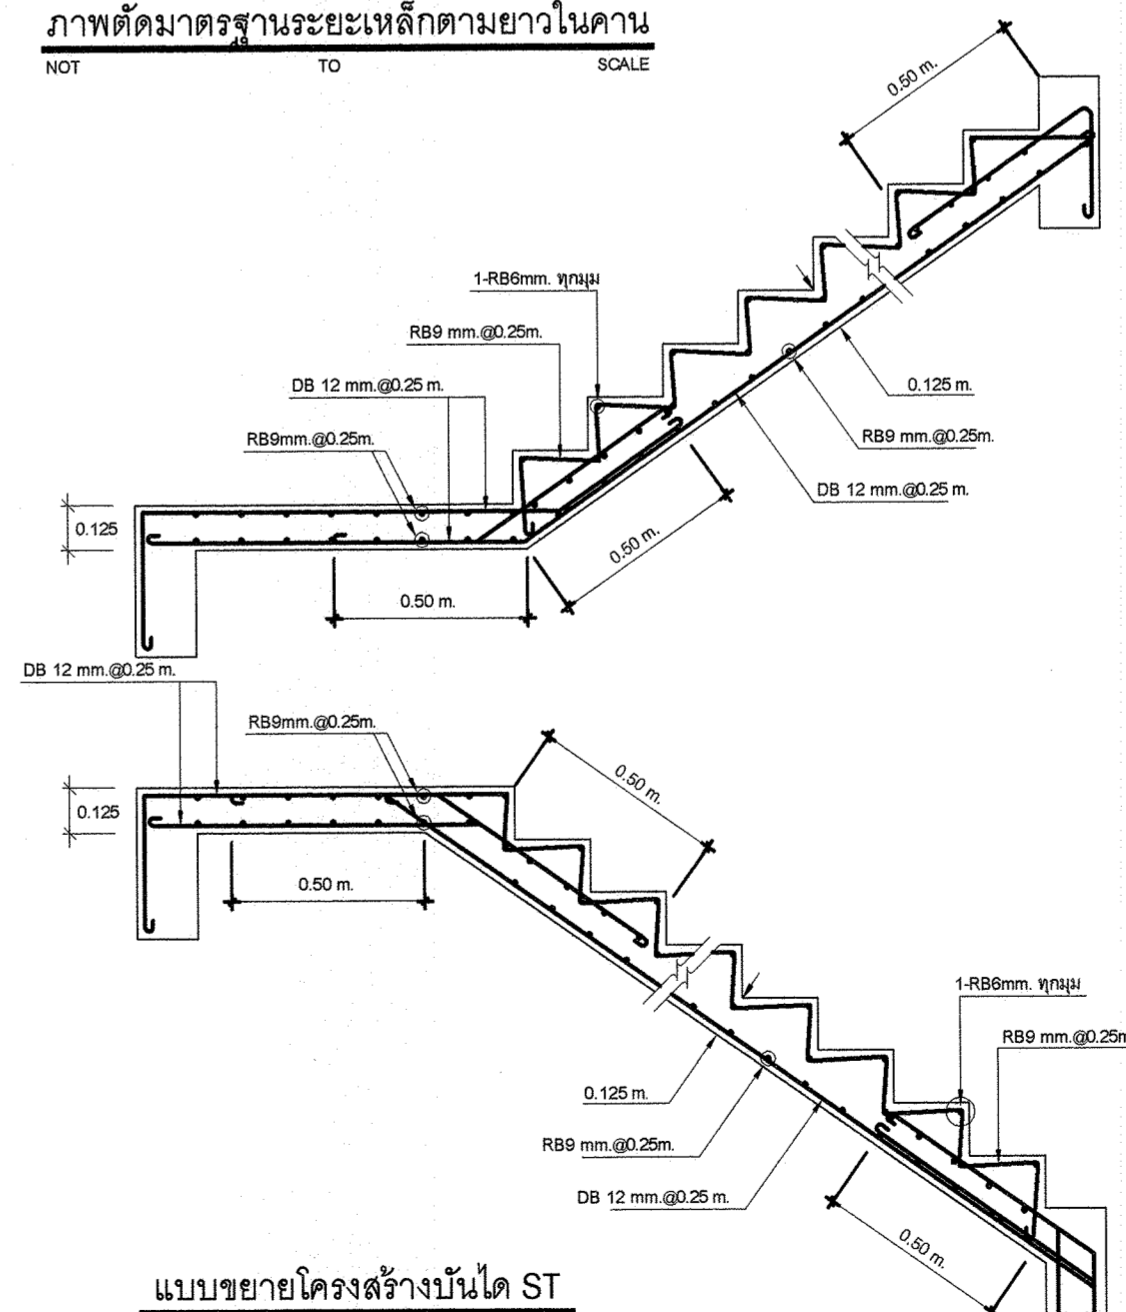 ภาพตัดมาตรฐานระยะเหล็กตามยาวในคาน
NOT TO SCALE
0.50 m.
1-RB6mm. ทุกมุม
RB9 mm.@0.25m.
DB 12 mm.@0.25 m.
RB9mm.@0.25m.
0.125 m.
RB9 mm.@0.25m.
DB 12 mm.@0.25 m.
0.125
0.50 m.
0.50 m.
DB 12 mm.@0.25 m.
RB9mm.@0.25m.
0.50 m.
0.125
0.50 m.
1-RB6mm. ทุกมุม
RB9 mm.@0.25m
0.125 m.
RB9 mm.@0.25m.
DB 12 mm.@0.25 m.
0.50 m.
แบบขยายโครงสร้างบันได ST